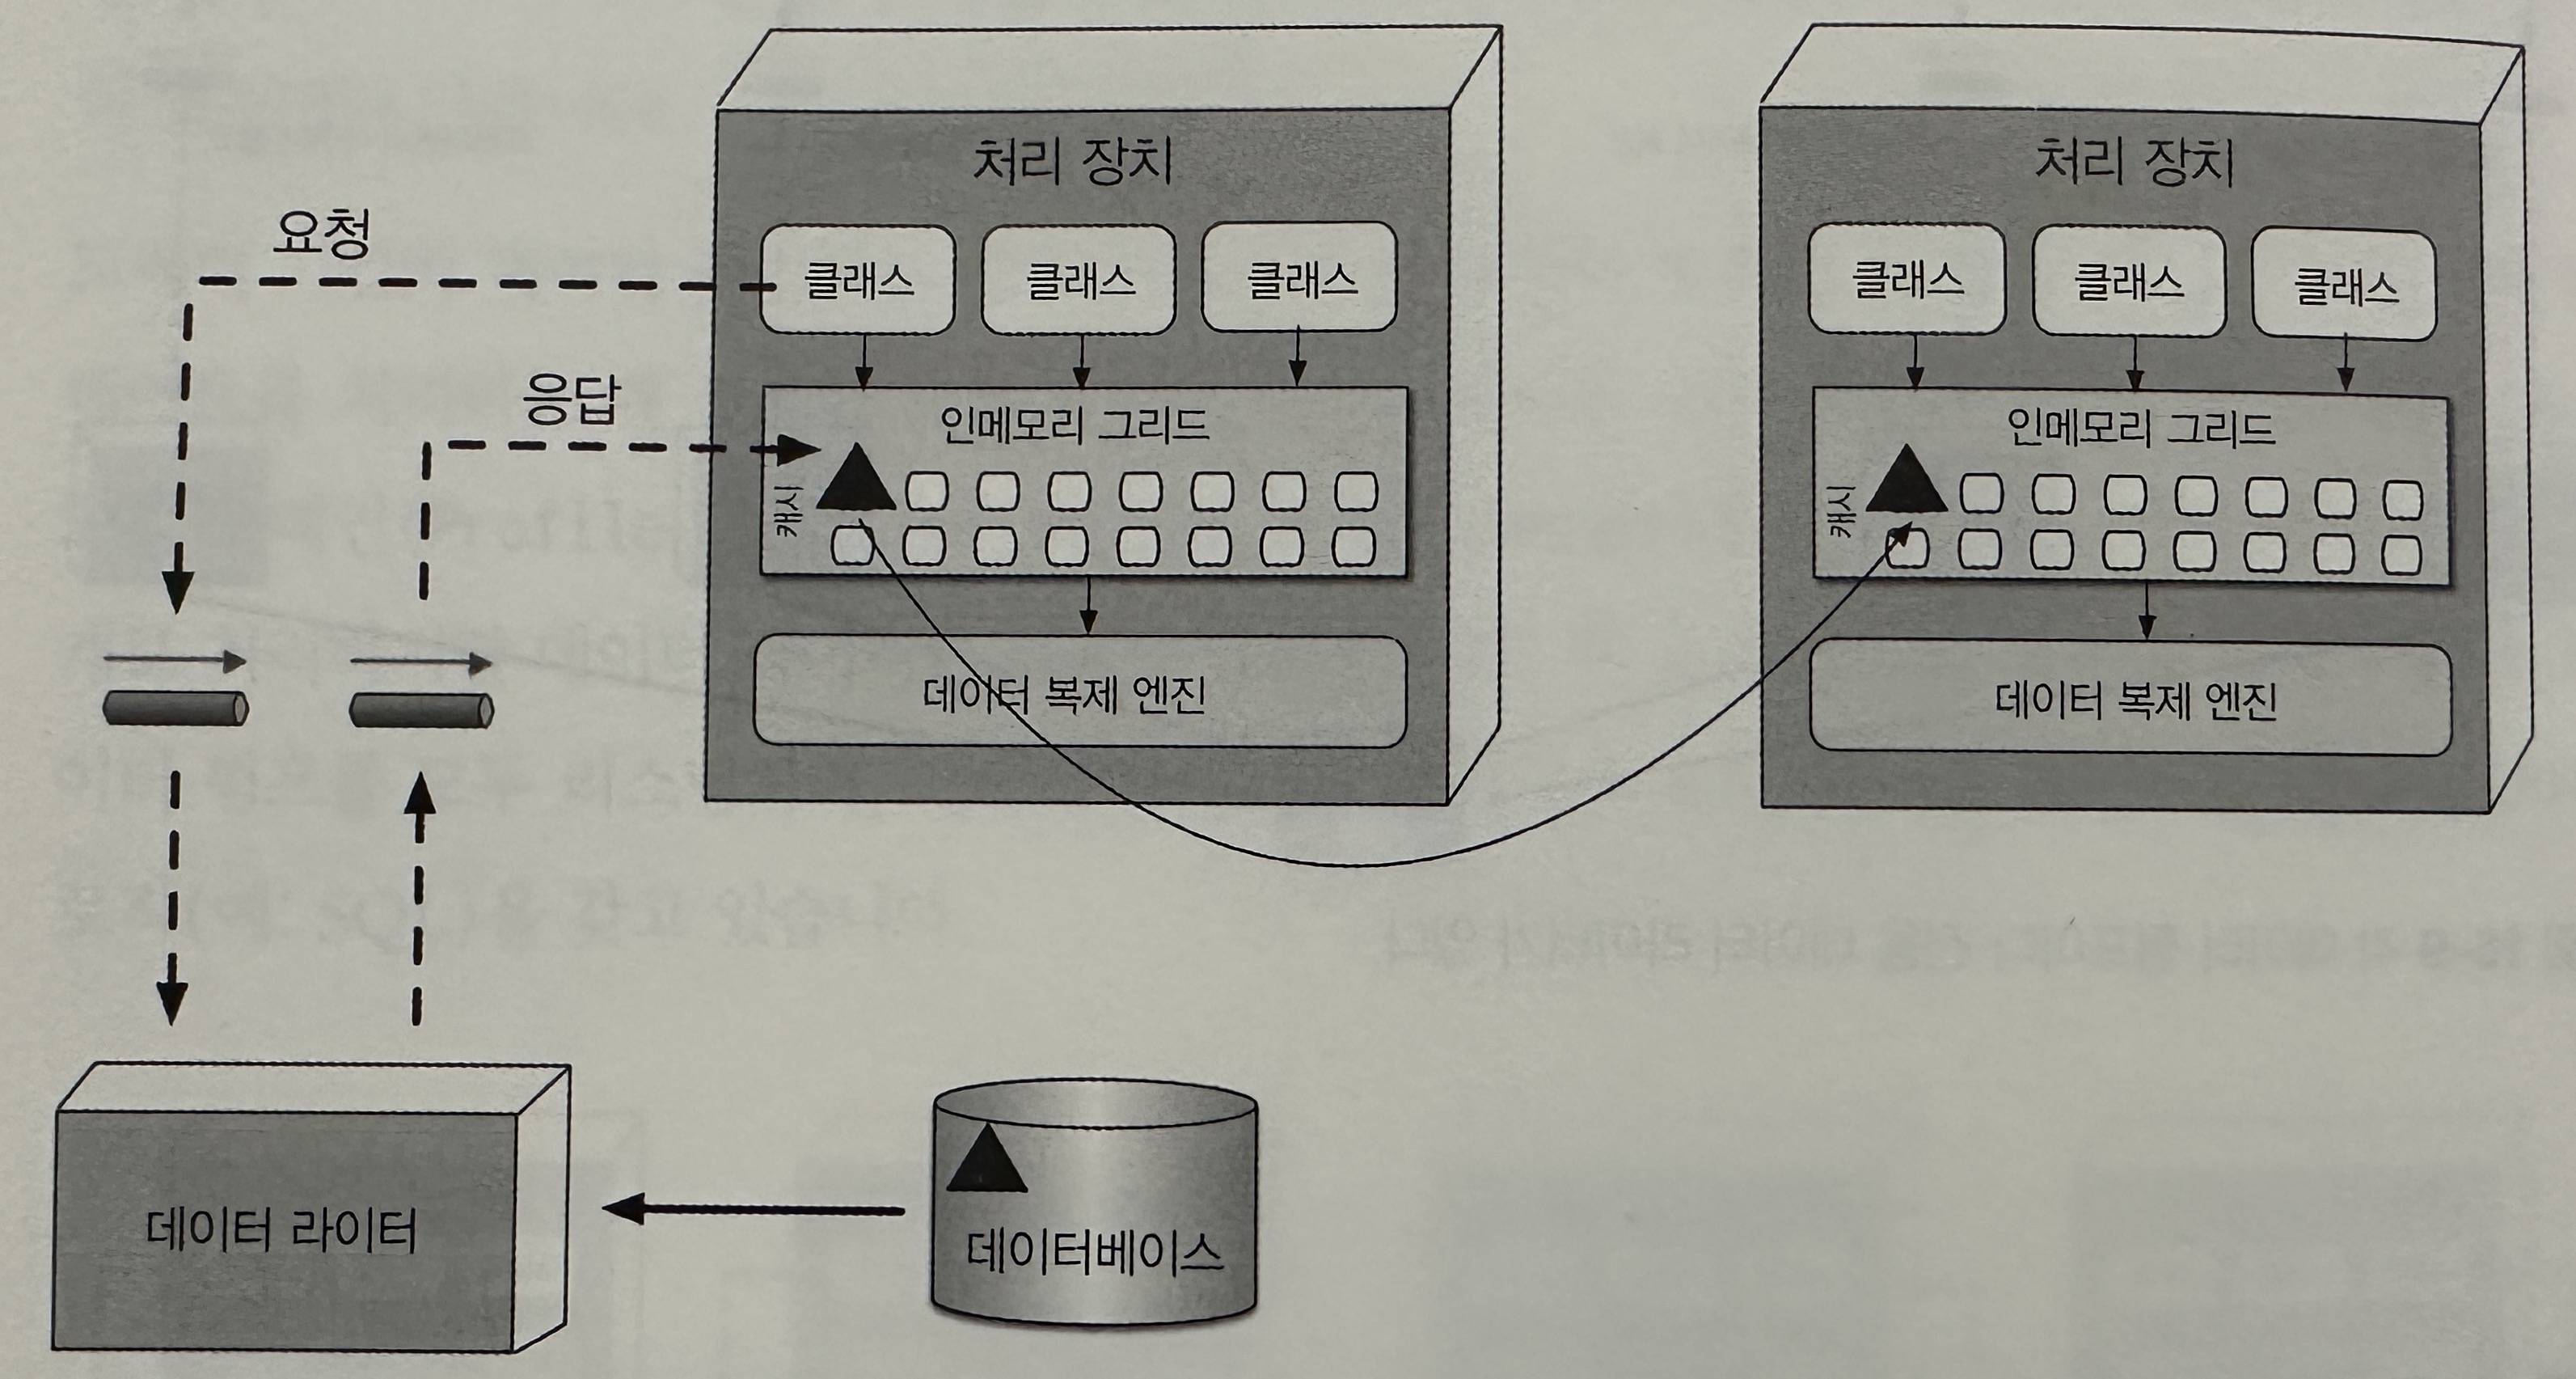 처리 장치
처리 장치
요청
클래스
클래스
클래스
클래스
클래스
클래스
응답
인메모리 그리드
인메모리 그리드
캐시
캐시
데이터 복제 엔진
데이터 복제 엔진
데이터 라이터
데이터베이스